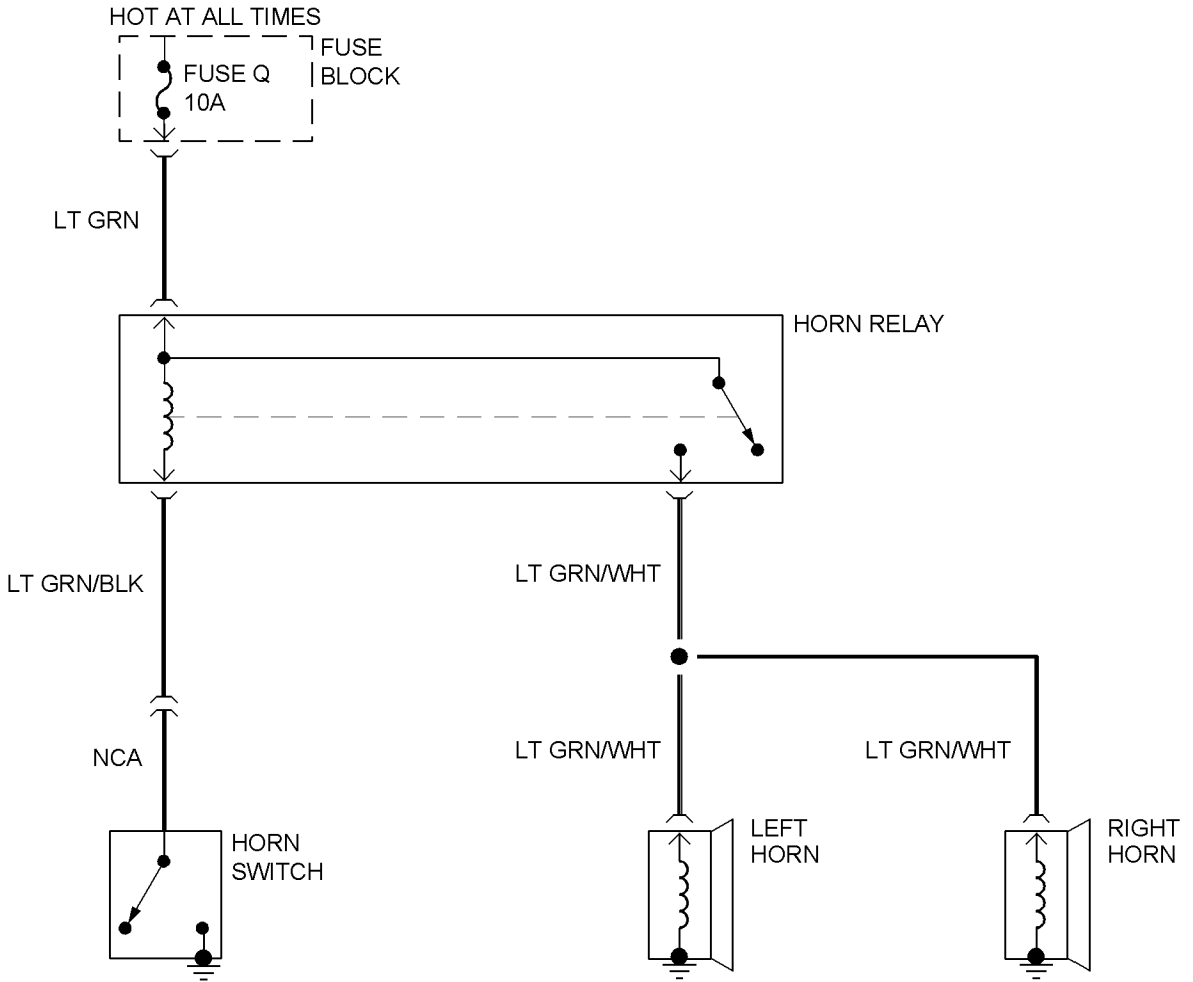 HOT AT ALL TIMES
FUSE
BLOCK
FUSE Q
10A
LT GRN
HORN RELAY
LT GRN/BLK
LT GRN/WHT
NCA
LT GRN/WHT
LT GRN/WHT
HORN
SWITCH
LEFT
HORN
RIGHT
HORN